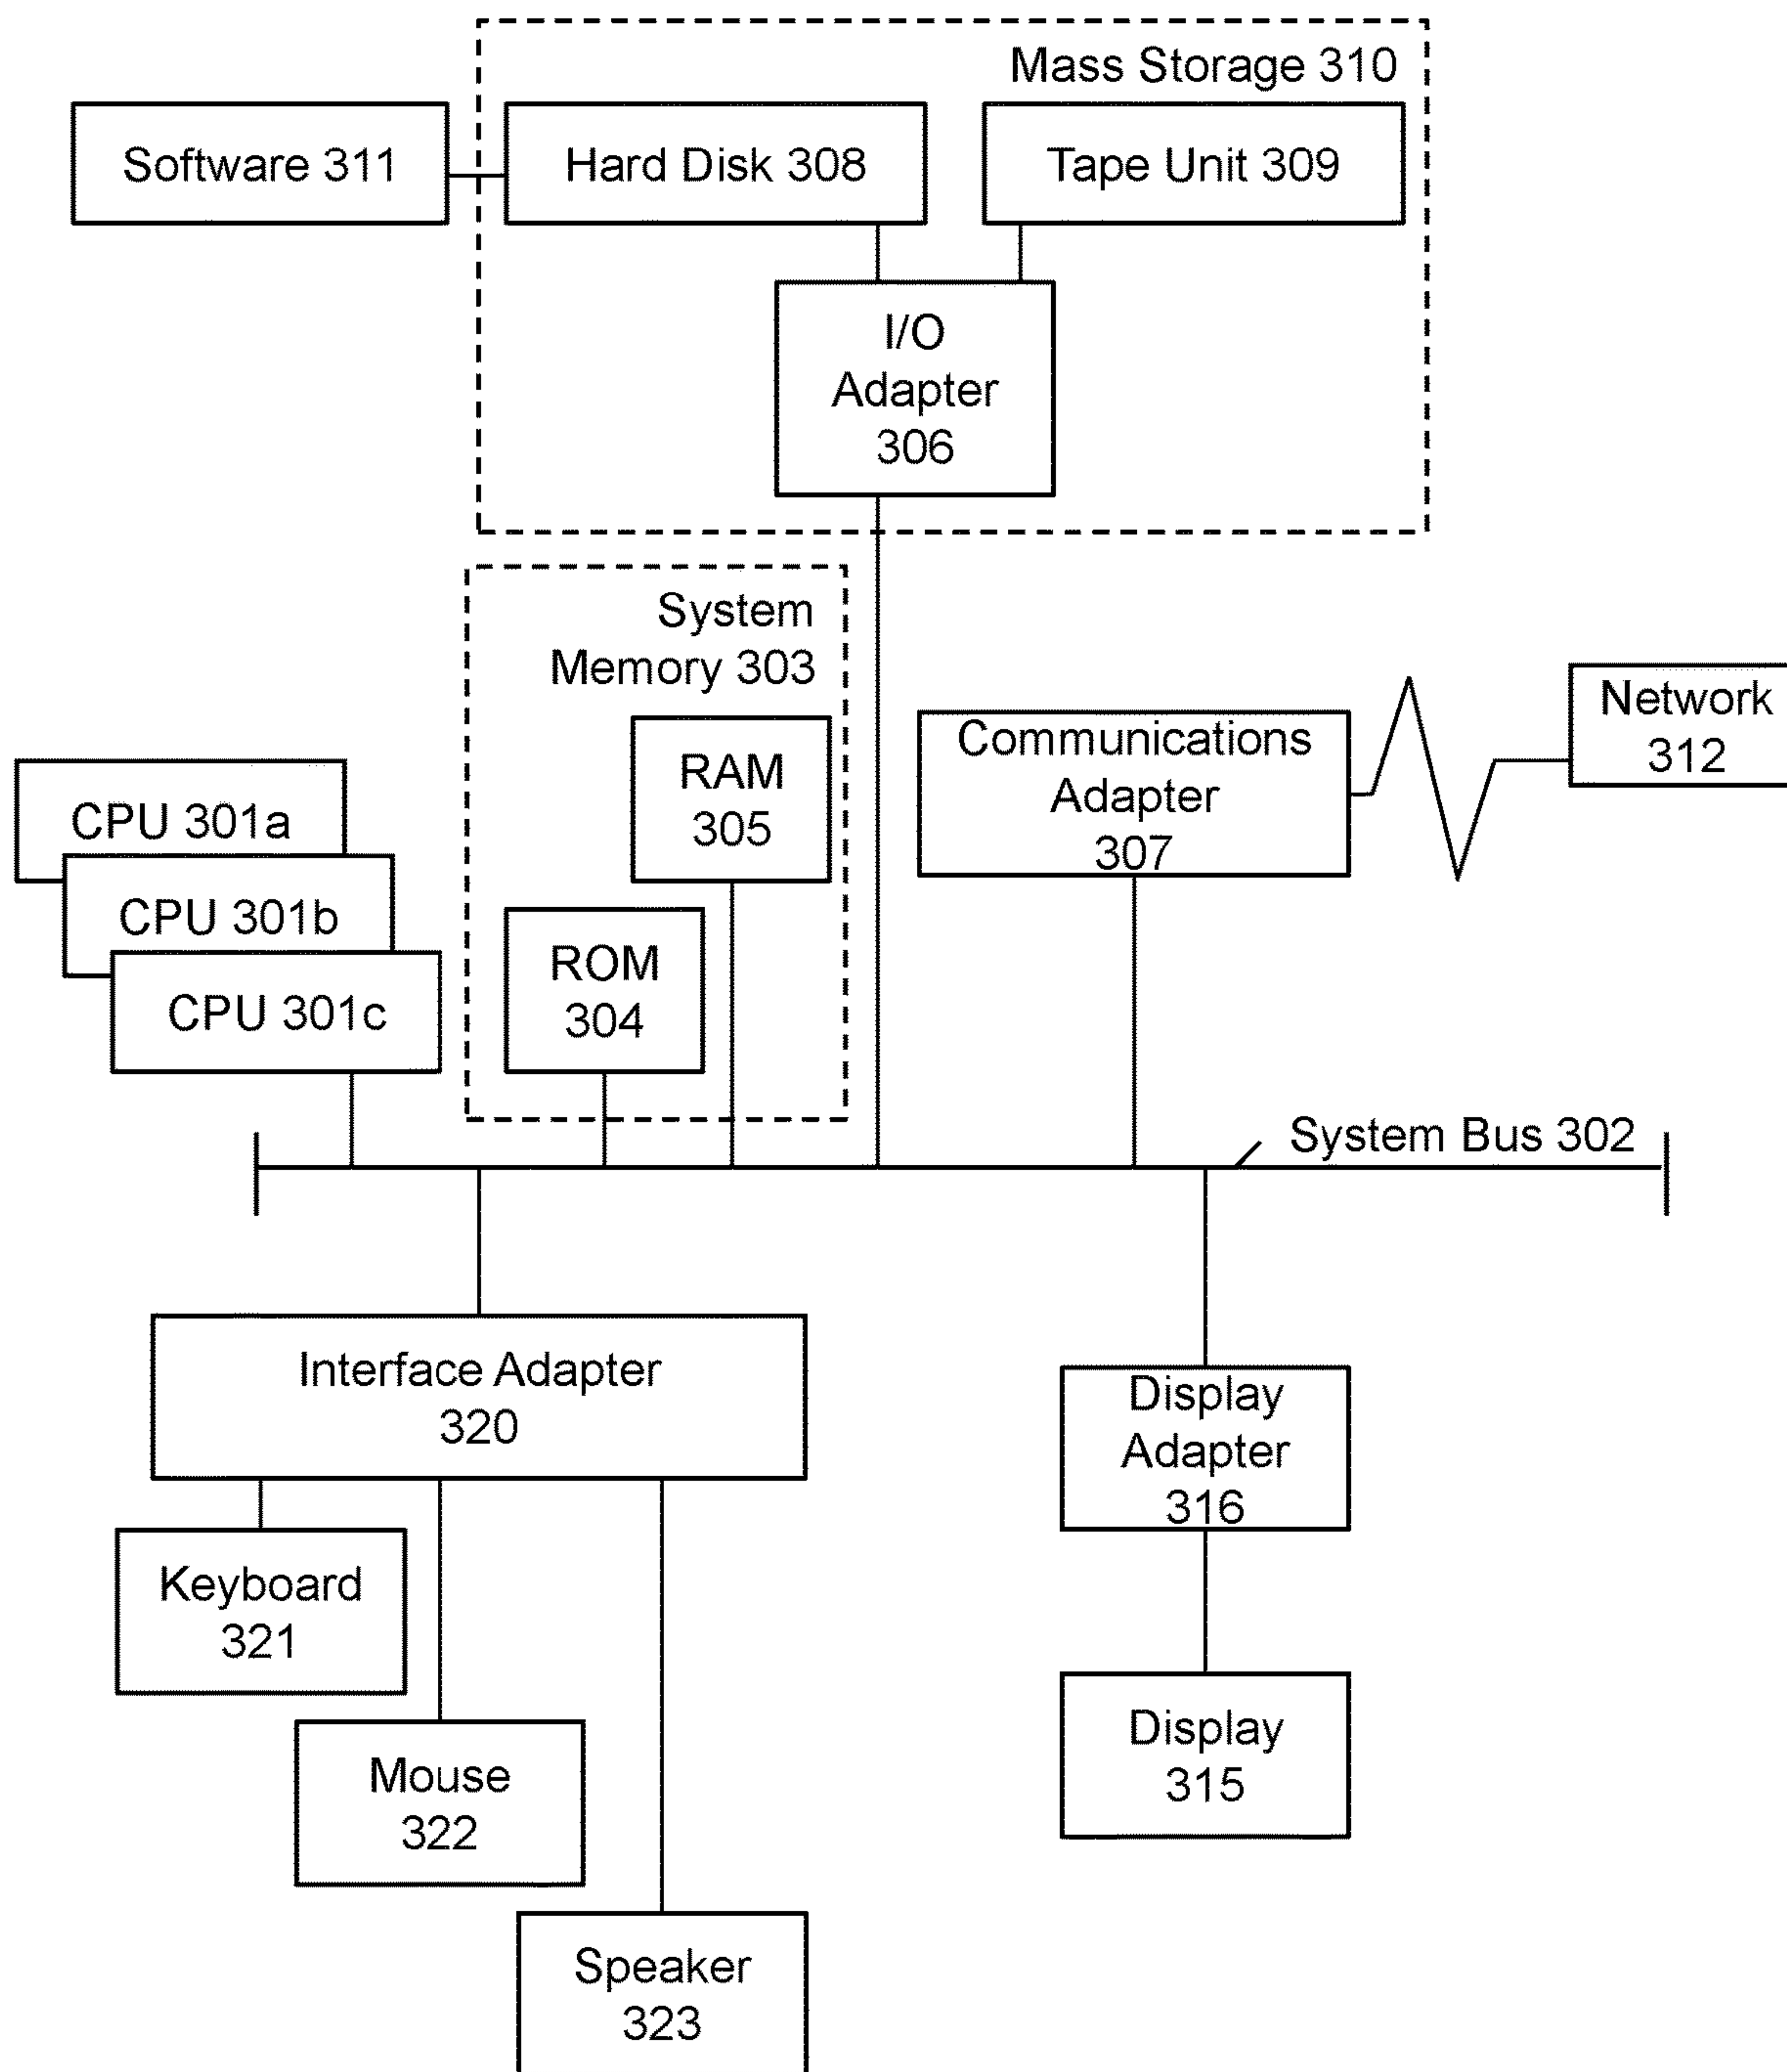 Mass Storage 310
Software 311
Hard Disk 308
Tape Unit 309
I/O
Adapter
306
System
Memory 303
RAM
305
ROM
304
Communications
Adapter
307
Network
312
CPU 301a
CPU 301b
CPU 301c
System Bus 302
Interface Adapter
320
Display
Adapter
316
Keyboard
321
Mouse
322
Display
315
Speaker
323